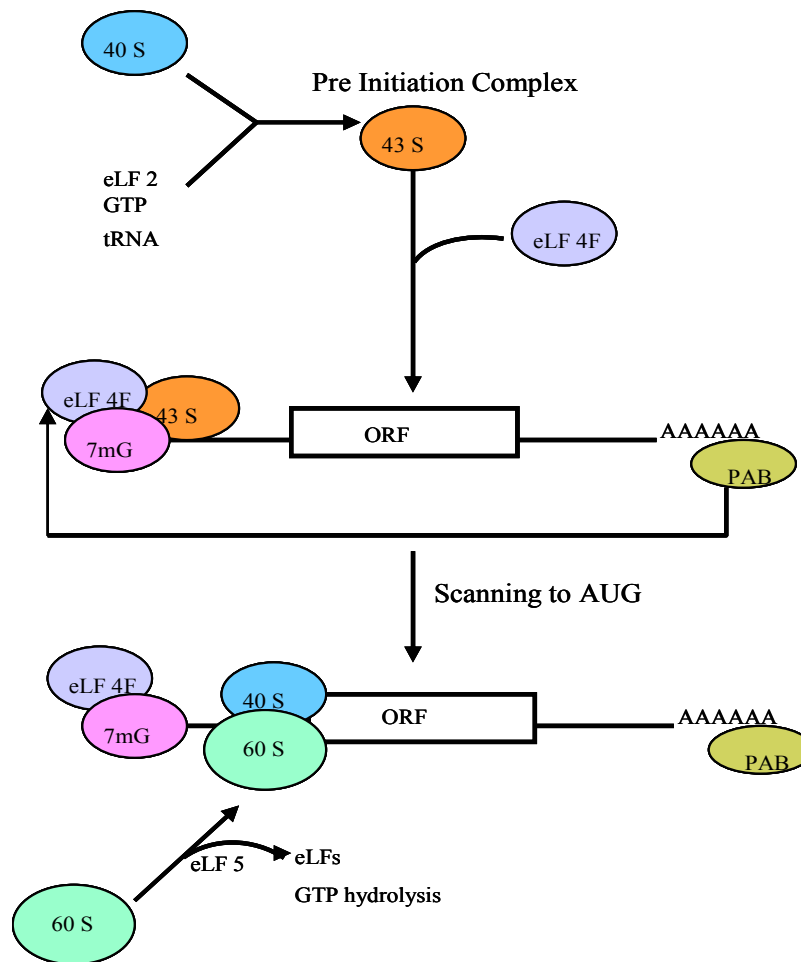 40 S
Pre Initiation Complex
43 S
eLF 2
GTP
tRNA
eLF 4F
eLF 4F
43 S
7mG
ORF
AAAAAA
PAB
Scanning to AUG
eLF 4F
7mG
40 S
60 S
ORF
AAAAAA
PAB
eLF 5
eLFs
GTP hydrolysis
60 S